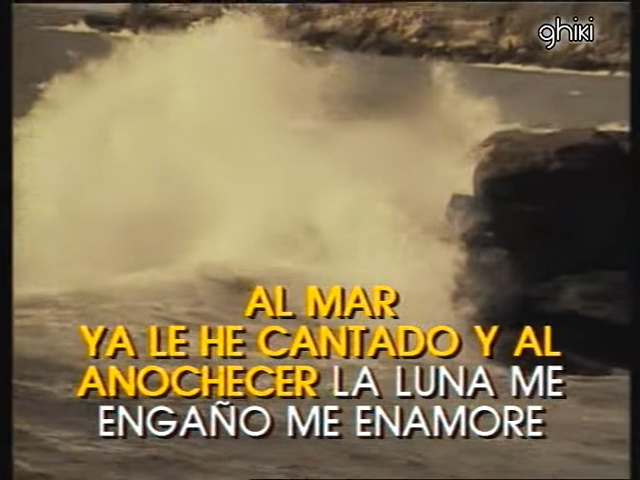 ghiki
AL MAR
YA LE HE CANTADO Y AL
ANOCHECER LA LUNA ME
ENGAÑO ME ENAMORE